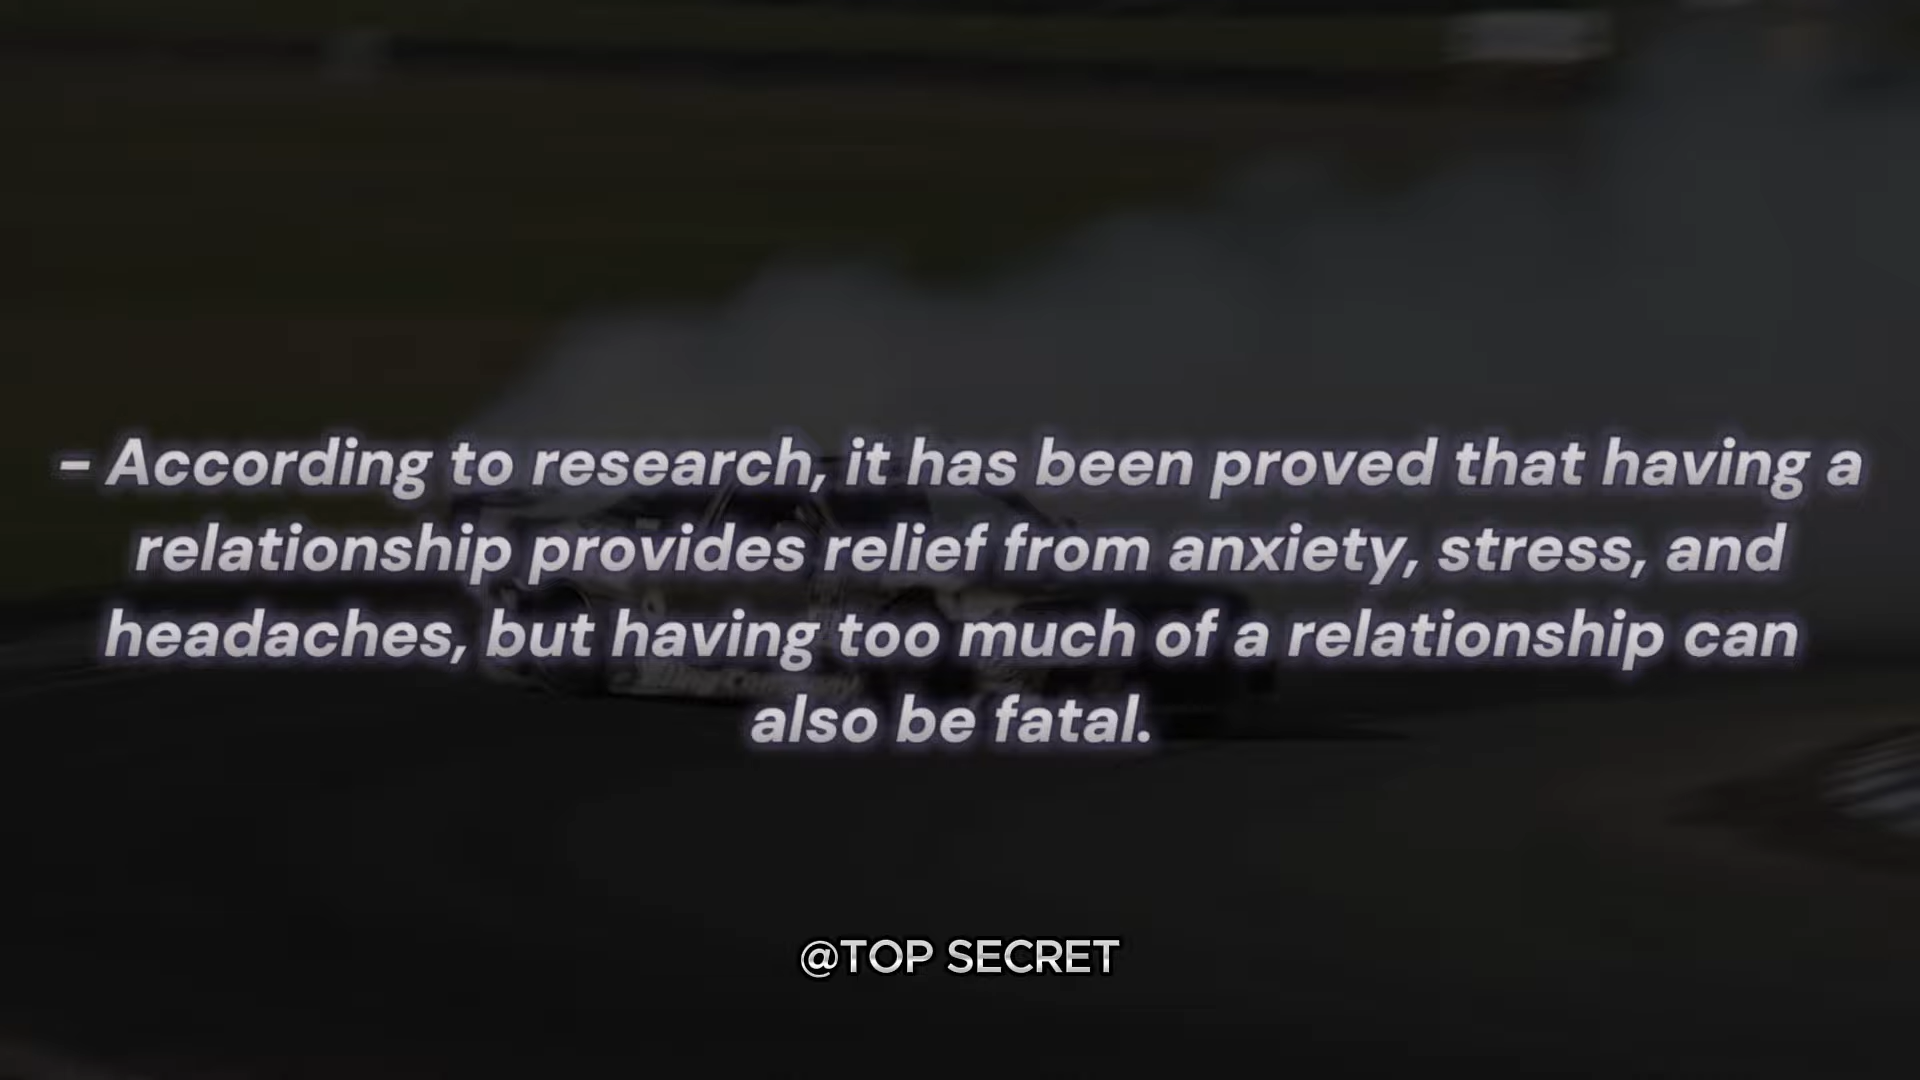 - According to research, it has been proved that having a
relationship provides relief from anxiety, stress, and
headaches, but having too much of a relationship can
also be fatal.
@TOP SECRET